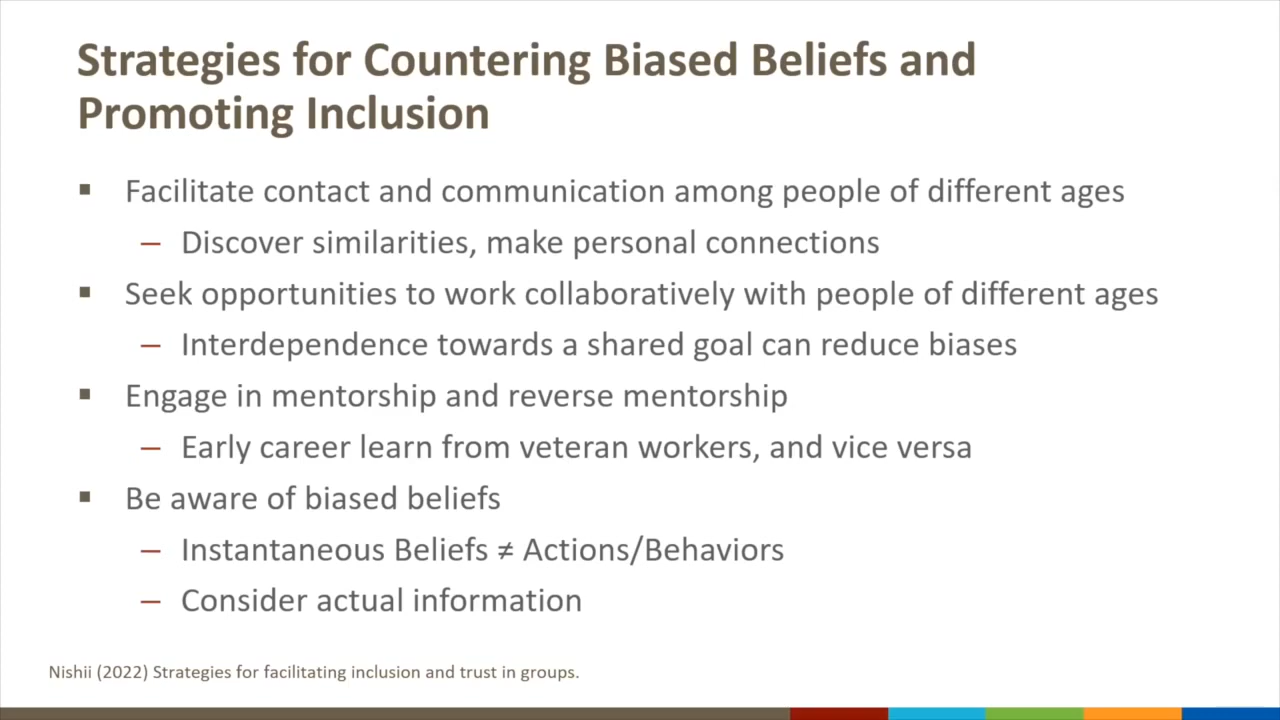 Strategies for Countering Biased Beliefs and
Promoting Inclusion
▪ Facilitate contact and communication among people of different ages
– Discover similarities, make personal connections
▪ Seek opportunities to work collaboratively with people of different ages
– Interdependence towards a shared goal can reduce biases
▪ Engage in mentorship and reverse mentorship
– Early career learn from veteran workers, and vice versa
▪ Be aware of biased beliefs
– Instantaneous Beliefs ≠ Actions/Behaviors
– Consider actual information
Nishii (2022) Strategies for facilitating inclusion and trust in groups.